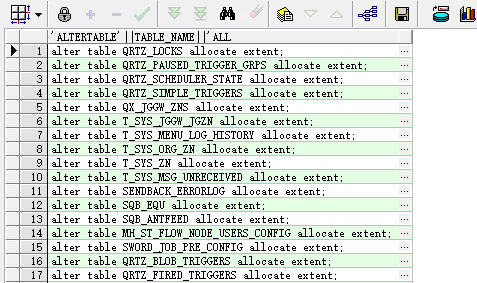 'ALTERTABLE'||TABLE_NAME||'ALL
1 alter table QRTZ_LOCKS allocate extent; ...
2 alter table QRTZ_PAUSED_TRIGGER_GRPS allocate extent; ...
3 alter table QRTZ_SCHEDULER_STATE allocate extent; ...
4 alter table QRTZ_SIMPLE_TRIGGERS allocate extent; ...
5 alter table QX_JGGW_ZNS allocate extent; ...
6 alter table T_SYS_JGGW_JGZN allocate extent; ...
7 alter table T_SYS_MENU_LOG_HISTORY allocate extent; ...
8 alter table T_SYS_ORG_ZN allocate extent; ...
9 alter table T_SYS_ZN allocate extent; ...
10 alter table T_SYS_MSG_UNRECEIVED allocate extent; ...
11 alter table SENDBACK_ERRORLOG allocate extent; ...
12 alter table SQB_EQU allocate extent; ...
13 alter table SQB_ANTFEED allocate extent; ...
14 alter table MH_ST_FLOW_NODE_USERS_CONFIG allocate extent; ...
15 alter table SWORD_JOB_PRE_CONFIG allocate extent; ...
16 alter table QRTZ_BLOB_TRIGGERS allocate extent; ...
17 alter table QRTZ_FIRED_TRIGGERS allocate extent; ...